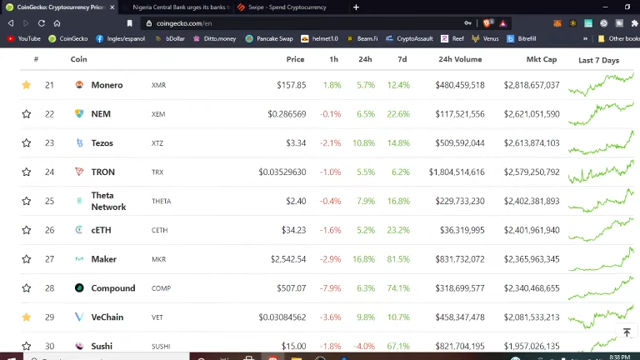 CoinGecko: Cryptocurrency Price
Nigeria Central Bank urges its banks t
Swipe - Spend Cryptocurrency
coingecko.com/en
YouTube CoinGecko Ingles/espanol bDollar Ditto.money Pancake Swap helmet1.0 Beam.Fi CryptoAssault Reef Venus Bitrefill Other book
# Coin Price 1h 24h 7d 24h Volume Mkt Cap Last 7 Days
21 Monero XMR $157.85 1.8% 5.7% 12.4% $480,459,518 $2,818,657,037
22 NEM XEM $0.286569 -0.1% 6.5% 22.6% $117,521,556 $2,621,051,590
23 Tezos XTZ $3.34 -2.1% 10.8% 14.8% $509,592,044 $2,613,874,103
24 TRON TRX $0.03529630 -1.0% 5.5% 6.2% $1,804,514,616 $2,579,250,792
25 Theta Network THETA $2.40 -0.4% 7.9% 16.8% $229,733,230 $2,402,381,893
26 cETH CETH $34.23 -1.6% 5.2% 23.2% $36,319,995 $2,401,961,940
27 Maker MKR $2,542.54 -2.9% 16.8% 81.5% $831,732,072 $2,365,963,345
28 Compound COMP $507.07 -7.9% 6.3% 74.1% $318,699,577 $2,340,268,655
29 VeChain VET $0.03084562 -3.6% 9.8% 10.7% $458,347,478 $2,081,533,213
30 Sushi SUSHI $15.00 -1.8% -4.0% 67.1% $821,704,195 $1,957,026,135
8:38 PM